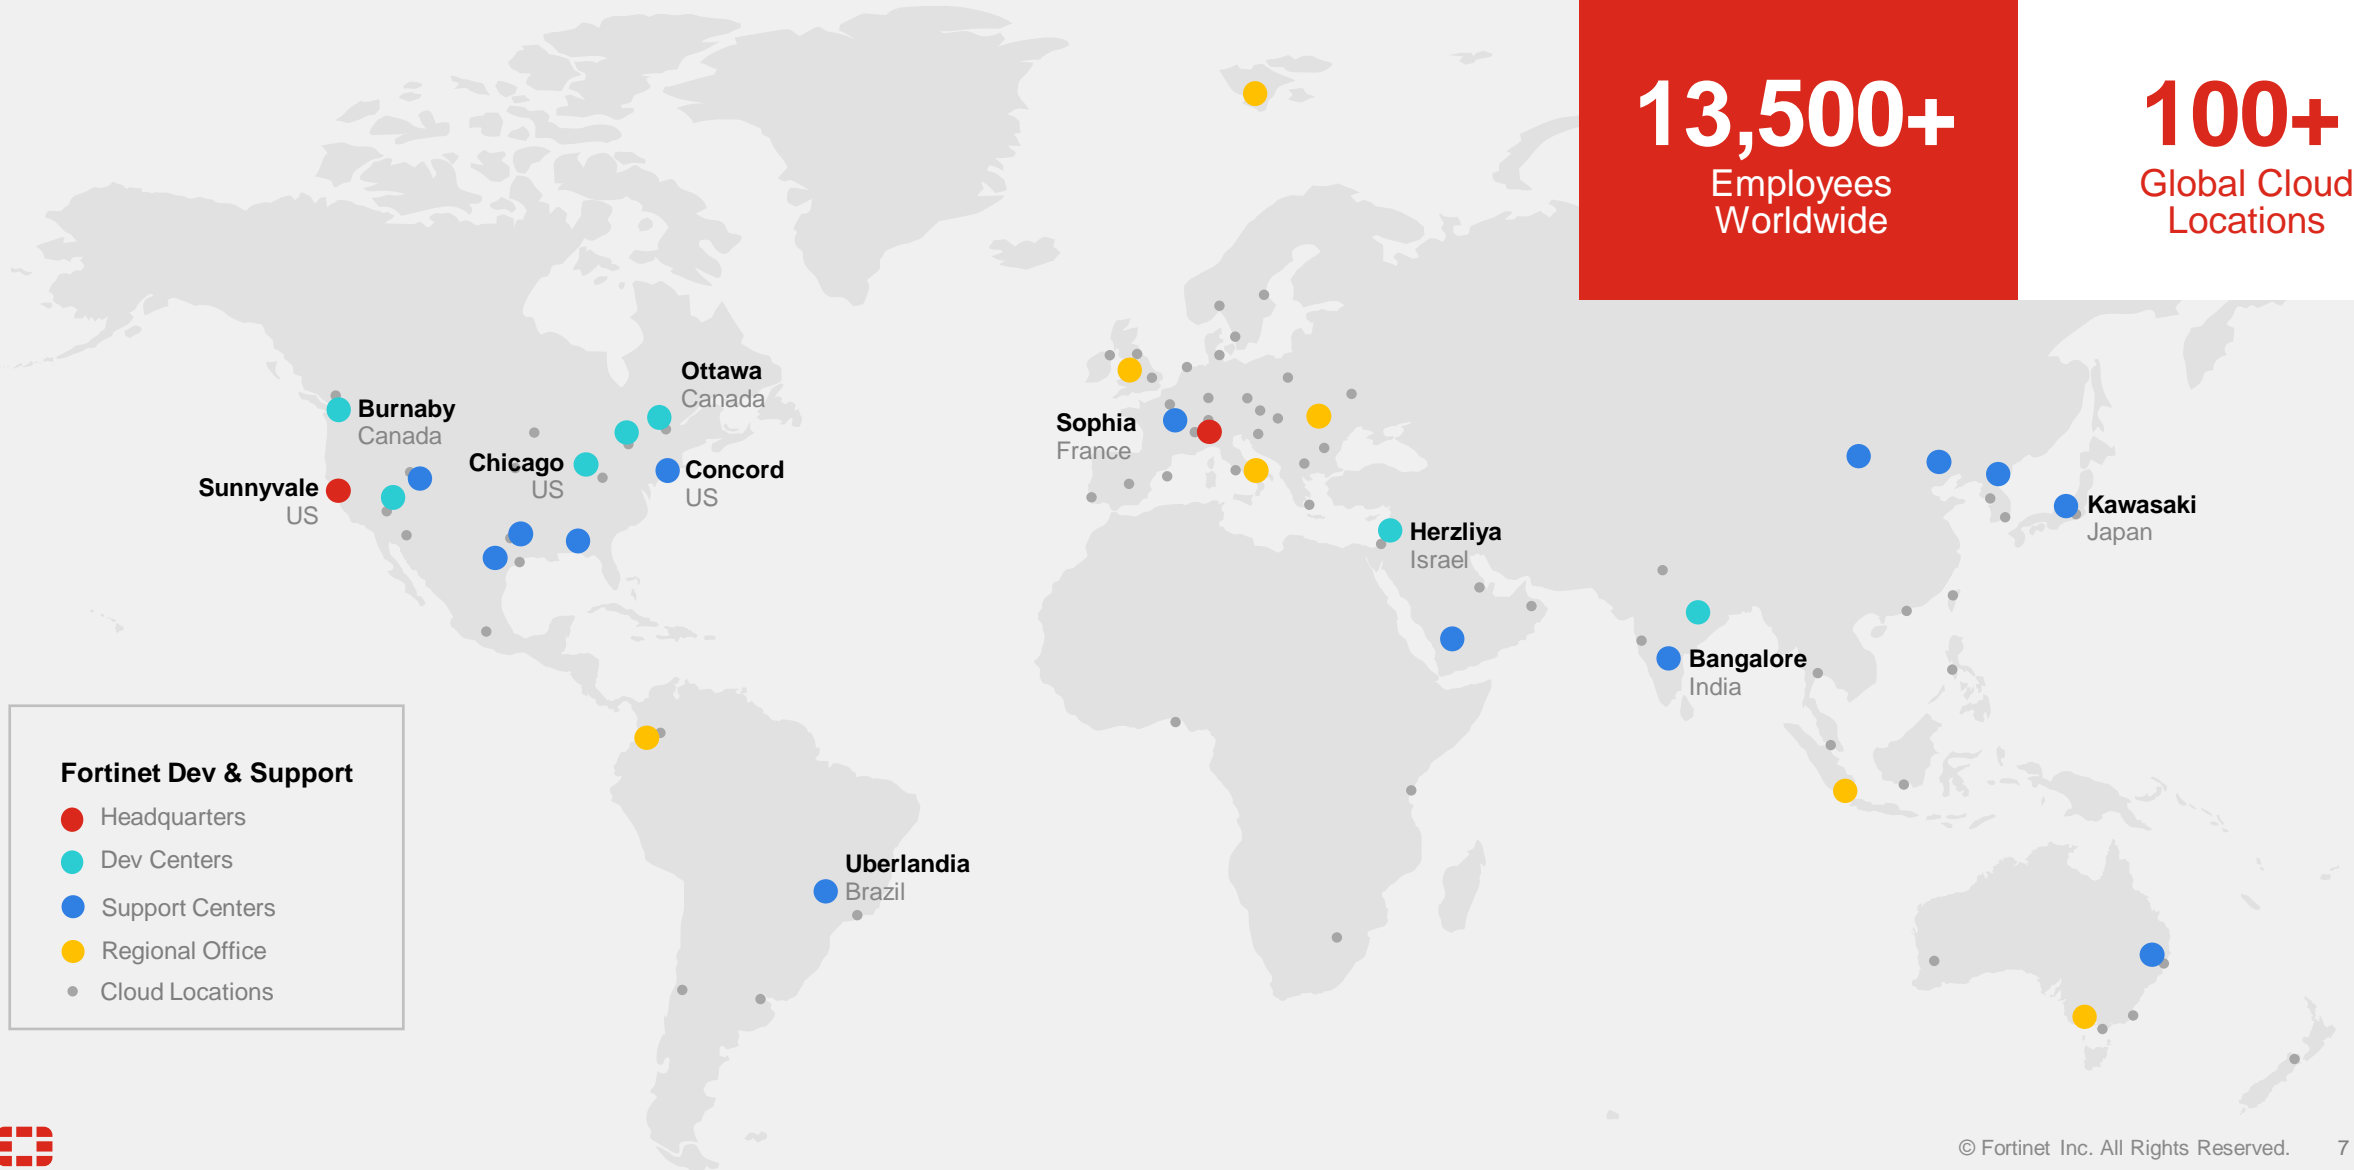 13,500+
Employees
Worldwide
100+
Global Cloud
Locations
Ottawa
Canada
Burnaby
Canada
Sophia
France
Chicago
US
Concord
US
Sunnyvale
US
Kawasaki
Japan
Herzliya
Israel
Bangalore
India
Uberlandia
Brazil
Fortinet Dev & Support
Headquarters
Dev Centers
Support Centers
Regional Office
Cloud Locations
© Fortinet Inc. All Rights Reserved.
7